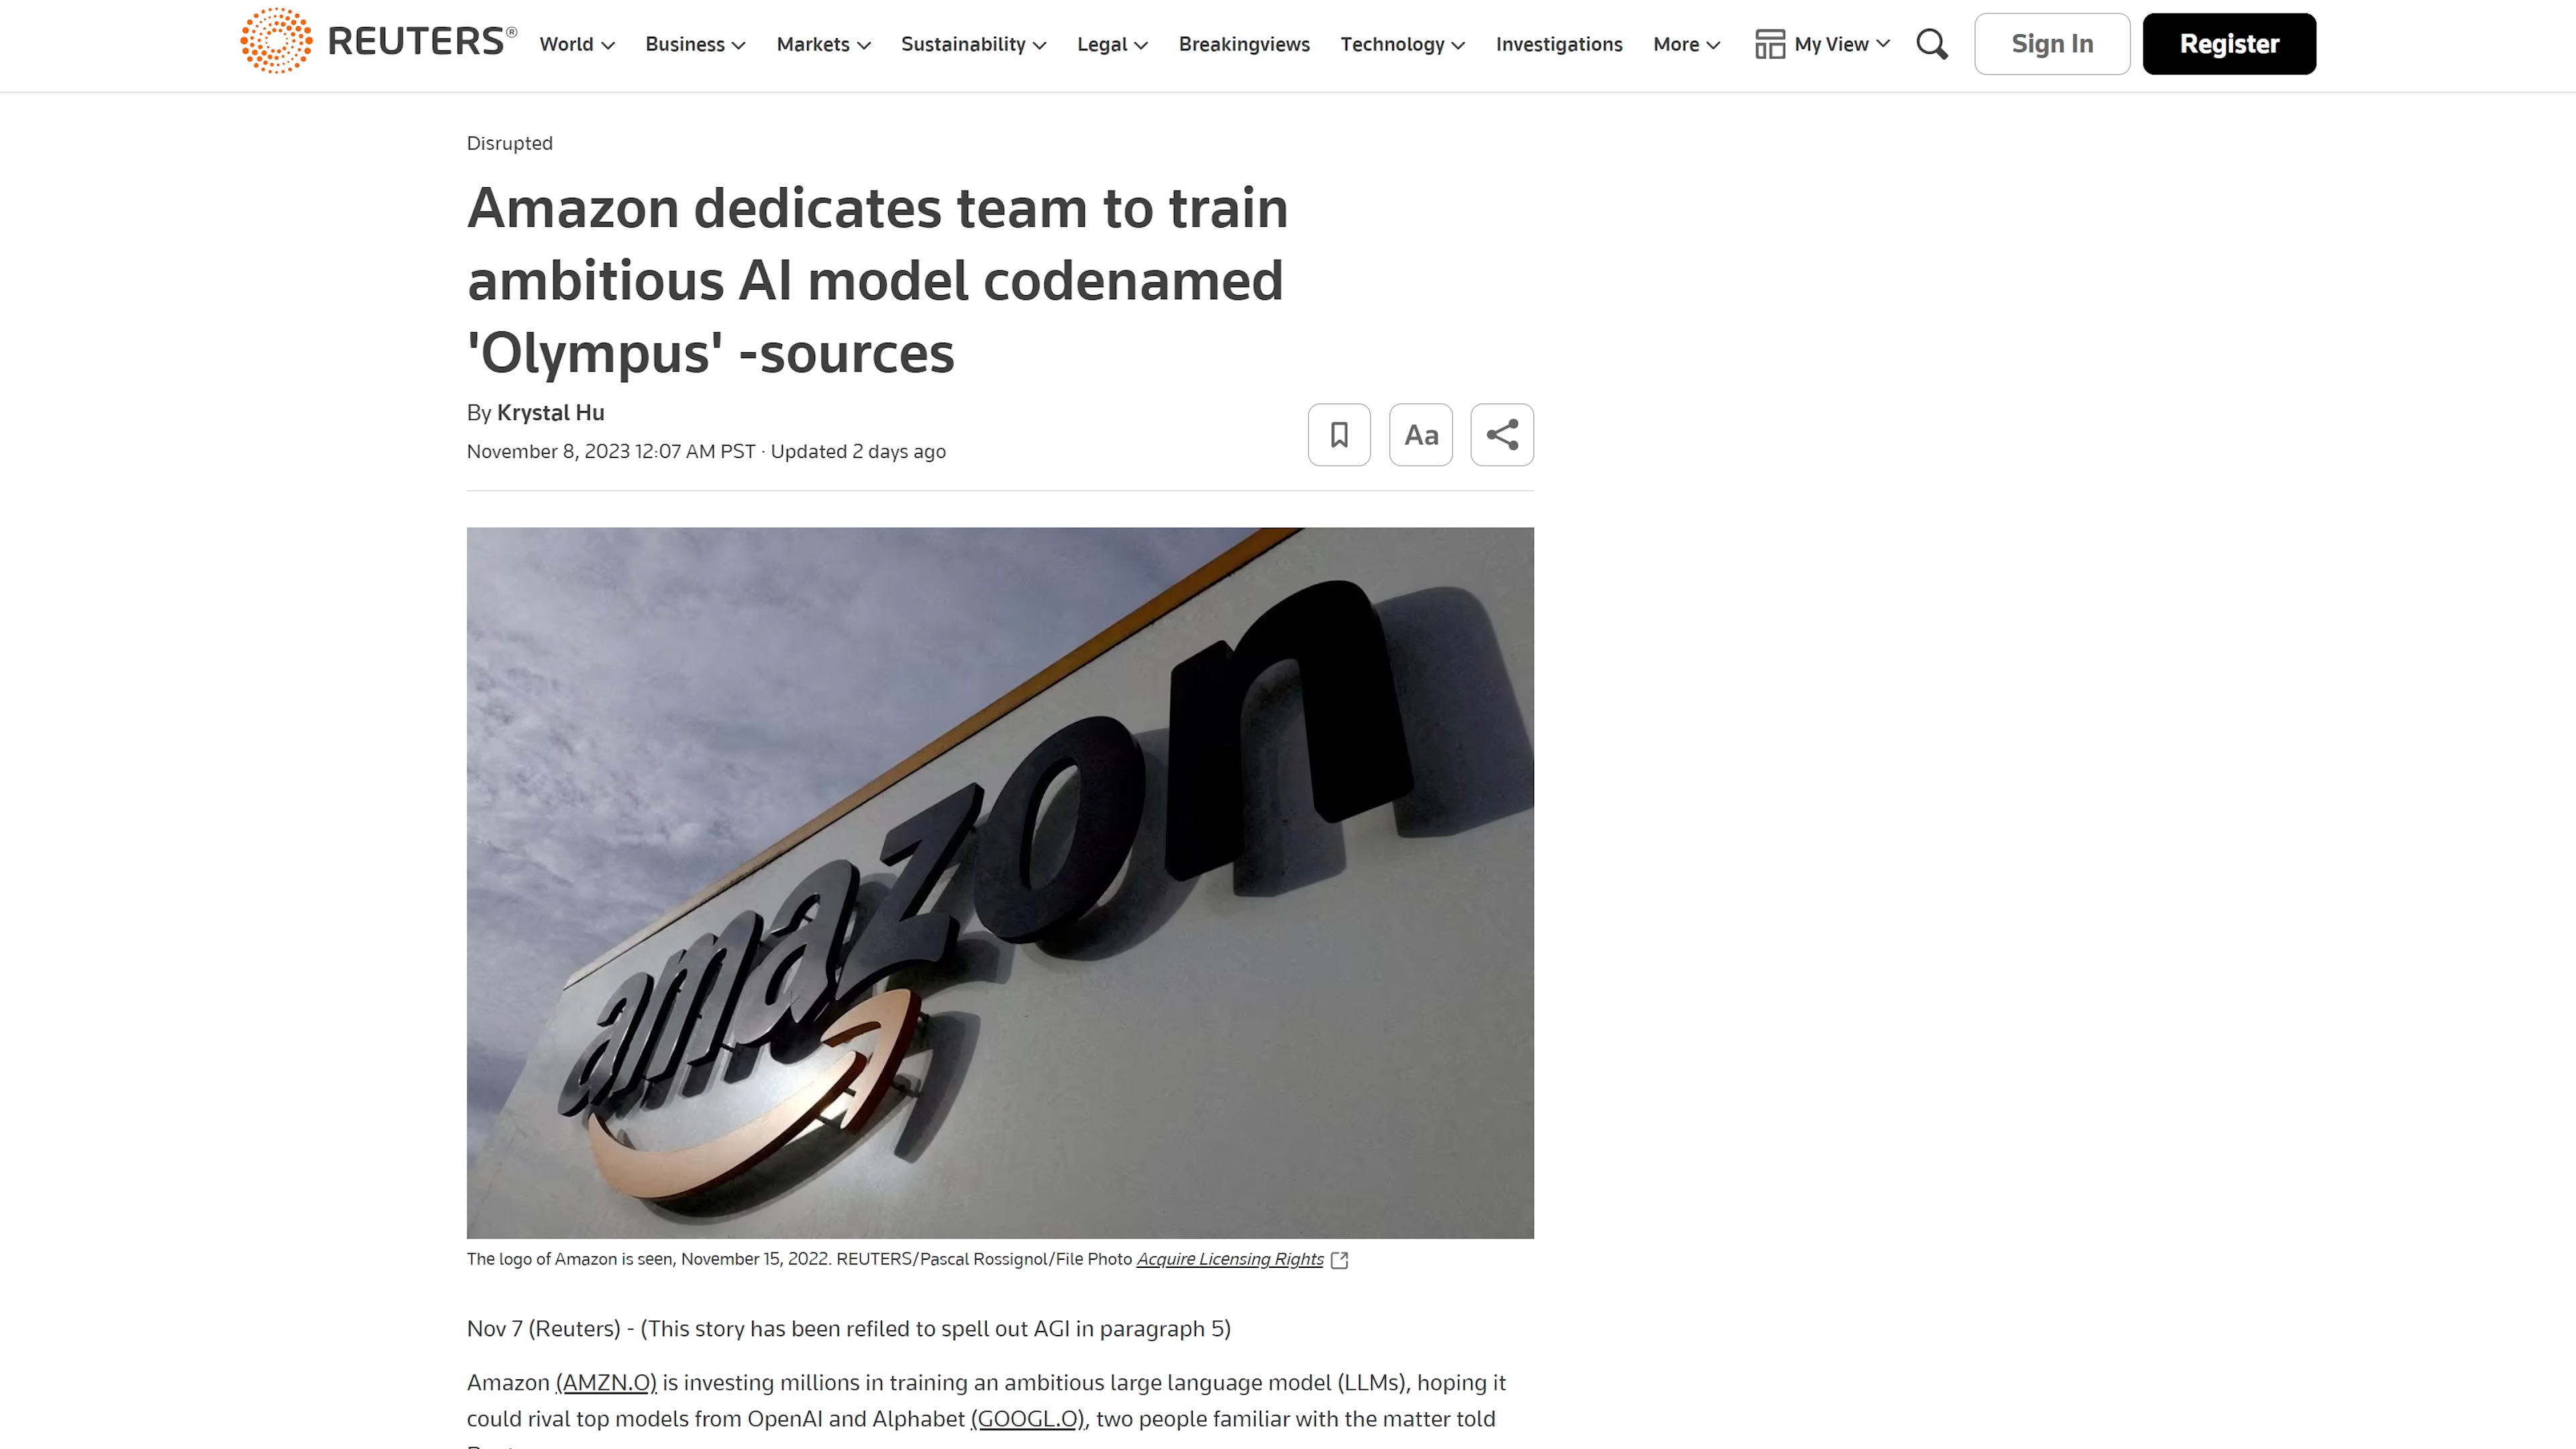 REUTERS®
World
Business
Markets
Sustainability
Legal
Breakingviews
Technology
Investigations
More
My View
Sign In
Register
Disrupted
Amazon dedicates team to train
ambitious AI model codenamed
'Olympus' -sources
By Krystal Hu
November 8, 2023 12:07 AM PST · Updated 2 days ago
Aa
amazon
The logo of Amazon is seen, November 15, 2022. REUTERS/Pascal Rossignol/File Photo Acquire Licensing Rights
Nov 7 (Reuters) - (This story has been refiled to spell out AGI in paragraph 5)
Amazon (AMZN.O) is investing millions in training an ambitious large language model (LLMs), hoping it
could rival top models from OpenAI and Alphabet (GOOGL.O), two people familiar with the matter told